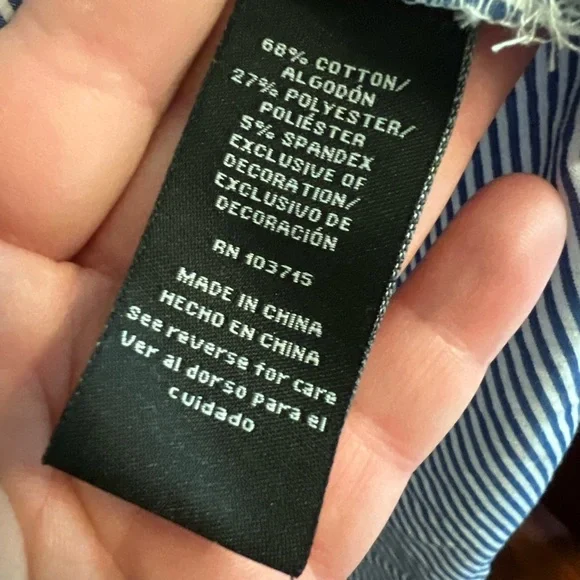 68% COTTON/
ALGODÓN
27% POLYESTER/
POLIÉSTER
5% SPANDEX
EXCLUSIVE OF
DECORATION/
EXCLUSIVO DE
DECORACIÓN
RN 103715
MADE IN CHINA
HECHO EN CHINA
See reverse for care
Ver al dorso para el
cuidado